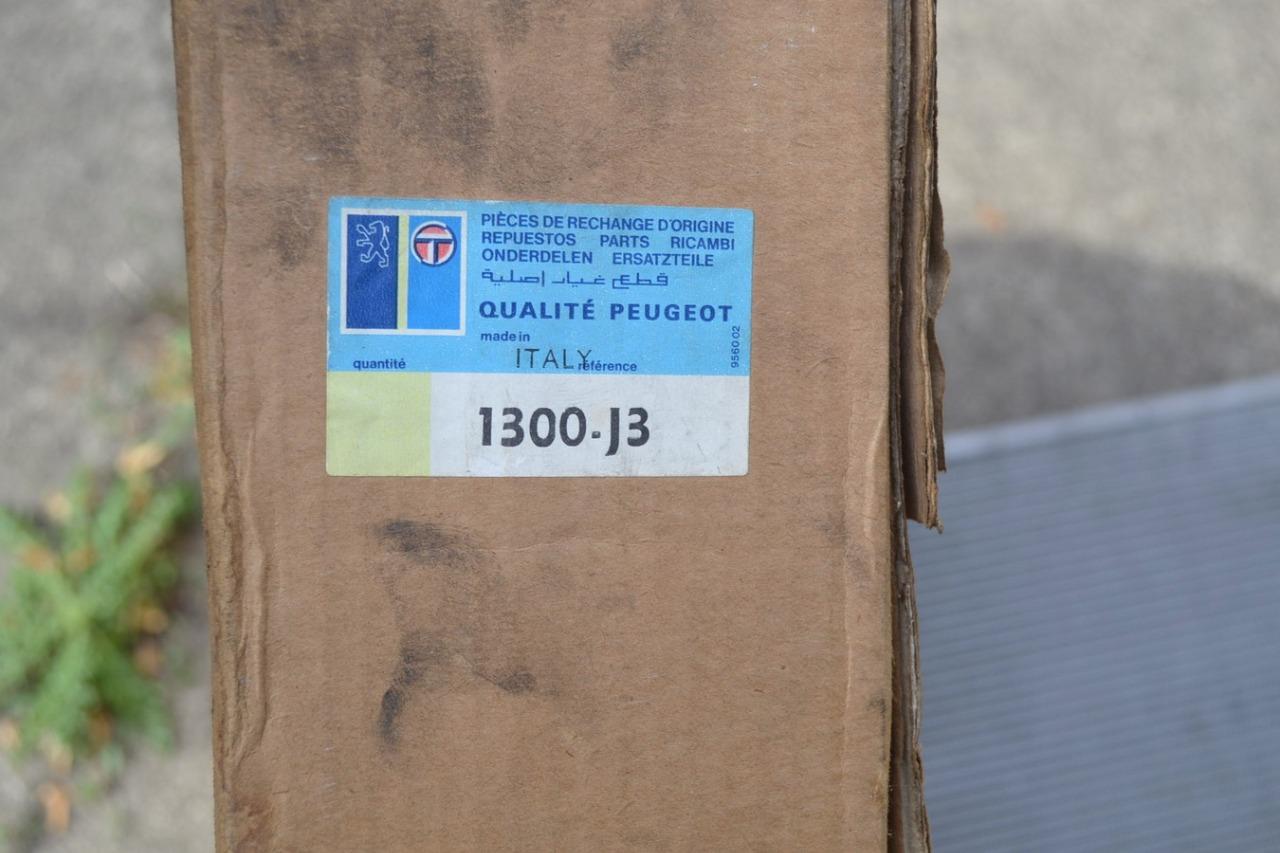 PIÈCES DE RECHANGE D'ORIGINE
REPUESTOS PARTS RICAMBI
ONDERDELEN ERSATZTEILE
قطع غيار اصلية
QUALITÉ PEUGEOT
made in
ITALY
quantité
référence
956002
1300-J3